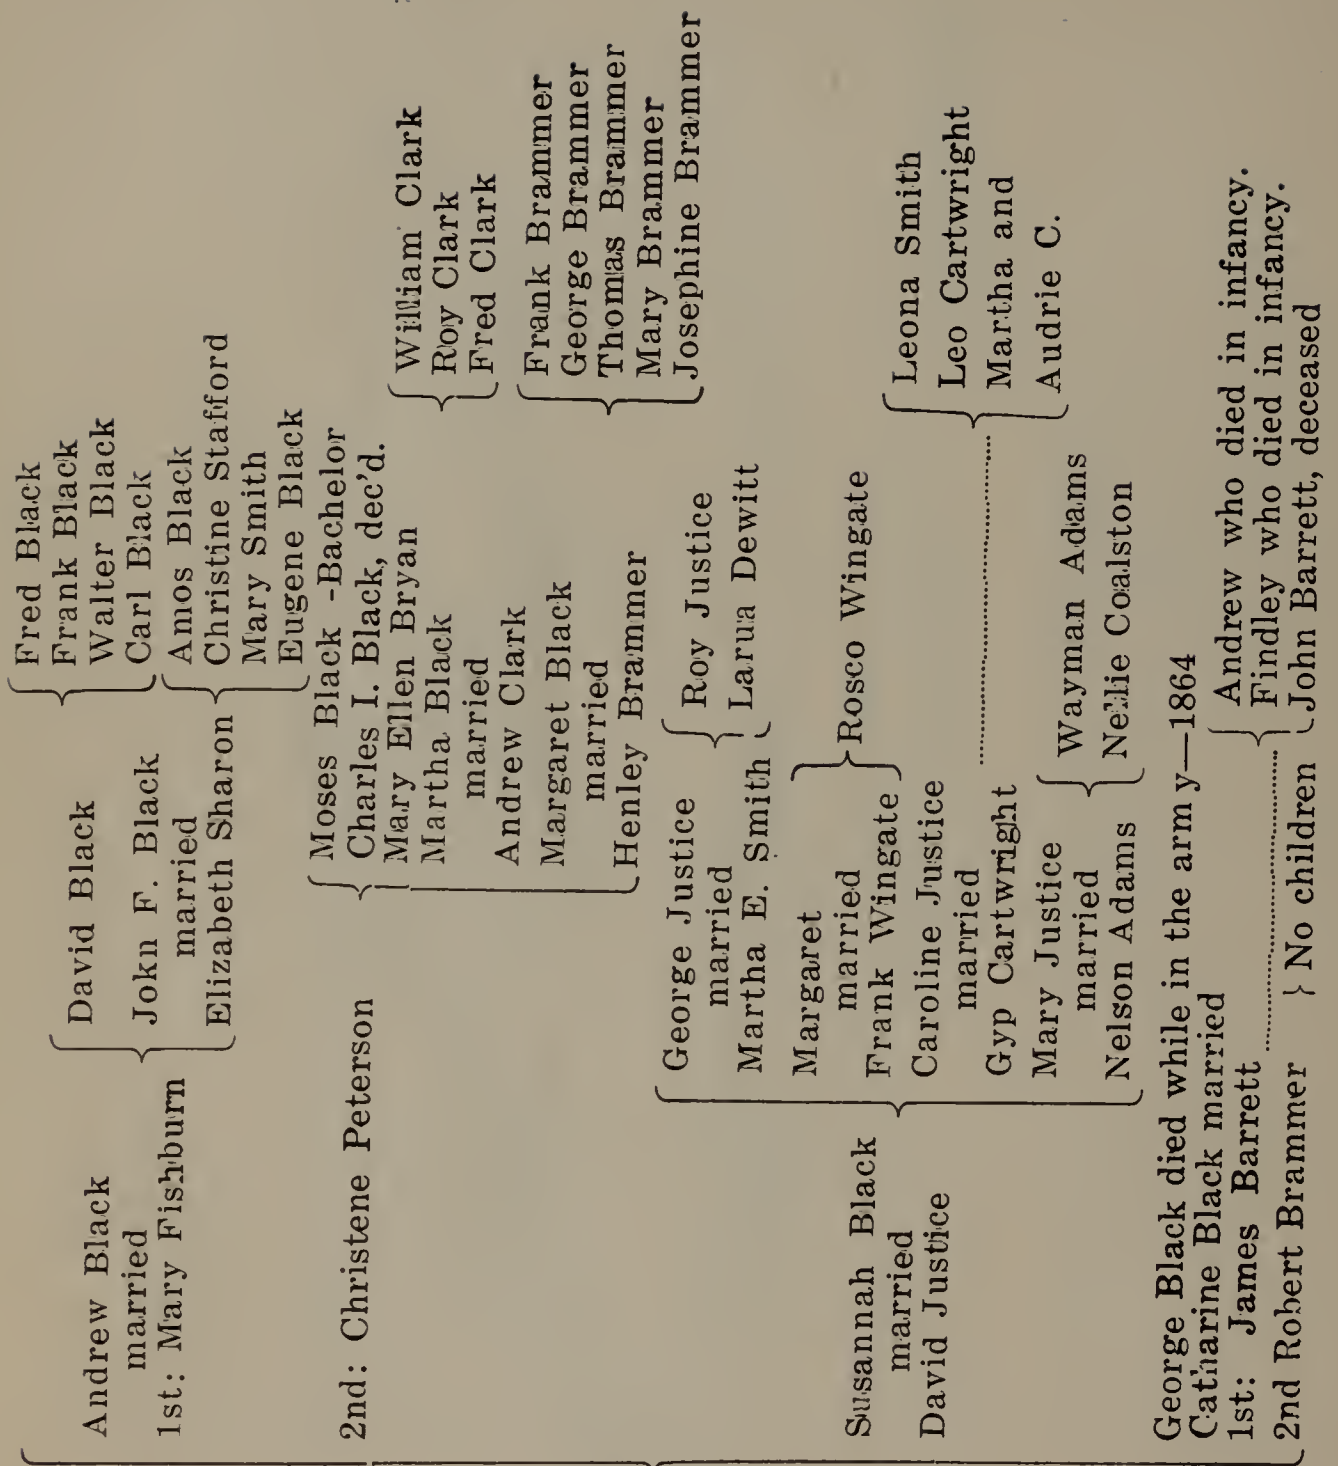 Andrew Black
married
1st: Mary Fishburn
David Black
John F. Black
married
Elizabeth Sharon
Fred Black
Frank Black
Walter Black
Carl Black
Amos Black
Christine Stafford
Mary Smith
Eugene Black
2nd: Christene Peterson
Moses Black -Bachelor
Charles I. Black, dec'd.
Mary Ellen Bryan
Martha Black
married
Andrew Clark
William Clark
Roy Clark
Fred Clark
Margaret Black
married
Henley Brammer
Frank Brammer
George Brammer
Thomas Brammer
Mary Brammer
Josephine Brammer
Susannah Black
married
David Justice
George Justice
married
Martha E. Smith
Roy Justice
Larua Dewitt
Margaret
married
Frank Wingate
Rosco Wingate
Caroline Justice
married
Gyp Cartwright
Leona Smith
Leo Cartwright
Martha and
Audrie C.
Mary Justice
married
Nelson Adams
Wayman Adams
Nellie Coalston
George Black died while in the army—1864
Catharine Black married
1st: James Barrett
Andrew who died in infancy.
Findley who died in infancy.
John Barrett, deceased
2nd Robert Brammer } No children